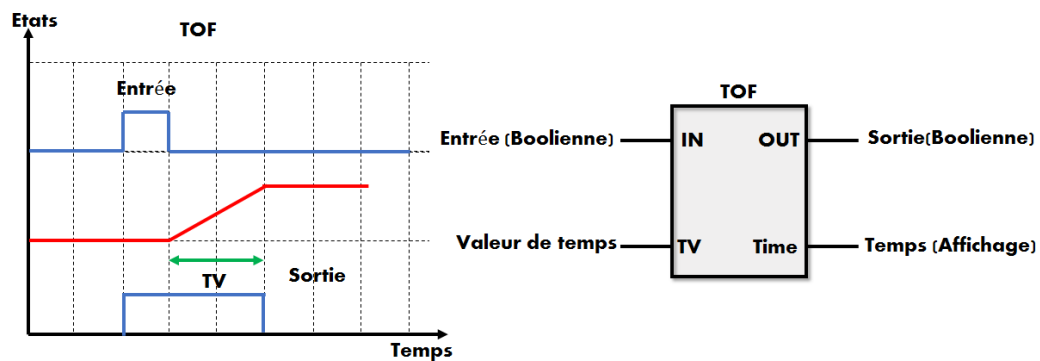 Etats
TOF
Entrée
TV
Sortie
Temps
TOF
Entrée (Boolienne)
IN
OUT
Sortie(Boolienne)
Valeur de temps
TV
Time
Temps (Affichage)